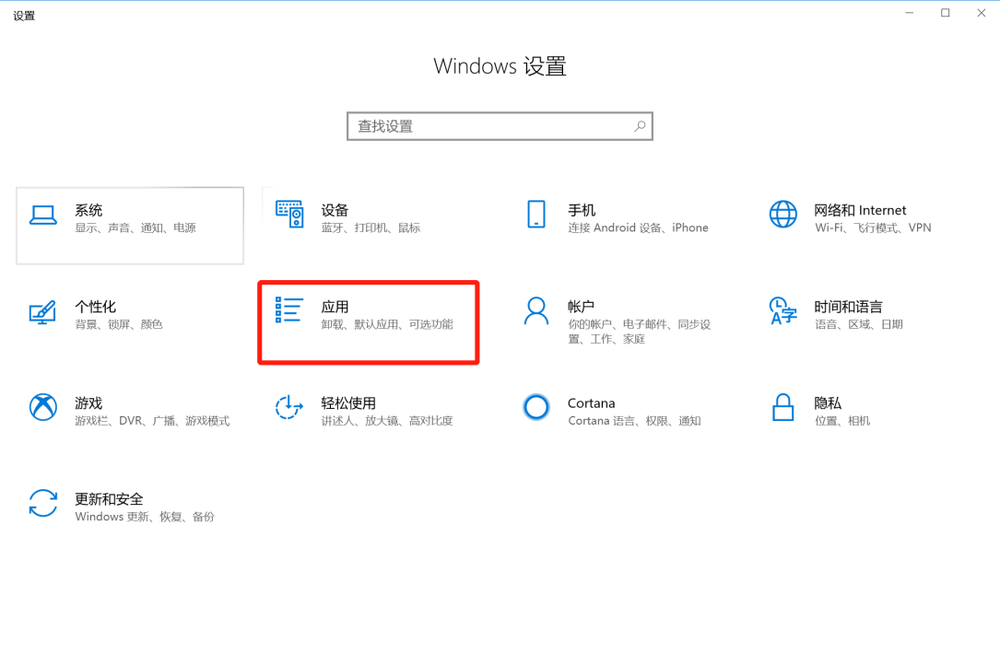 设置
Windows 设置
查找设置
系统
显示、声音、通知、电源
设备
蓝牙、打印机、鼠标
手机
连接 Android 设备、iPhone
网络和 Internet
Wi-Fi、飞行模式、VPN
个性化
背景、锁屏、颜色
应用
卸载、默认应用、可选功能
帐户
你的帐户、电子邮件、同步设
置、工作、家庭
时间和语言
语音、区域、日期
游戏
游戏栏、DVR、广播、游戏模式
轻松使用
讲述人、放大镜、高对比度
Cortana
Cortana 语言、权限、通知
隐私
位置、相机
更新和安全
Windows 更新、恢复、备份